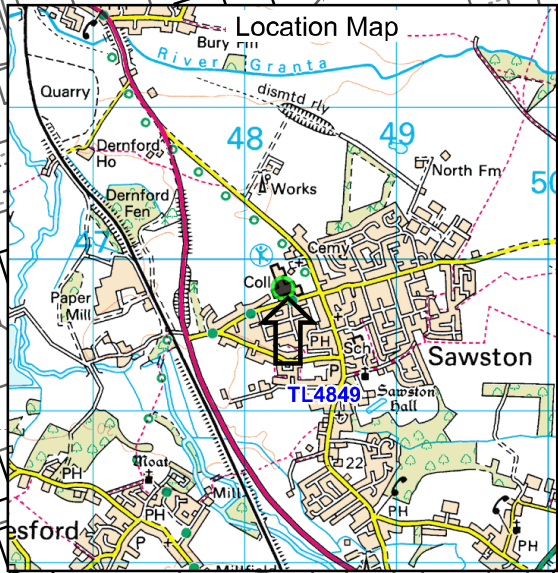 Location Map
Bury Fm
River Granta
Quarry
dismtd rly
48
49
Dernford
Ho
North Fm
50
Works
Dernford
Fen
47
Cemy
Coll
Paper
Mill
PH
Sch
Sawston
P
TL4849
Sawston
Hall
Moat
22
PH
Mill
PH
PH
esford
P
PH
Millfield